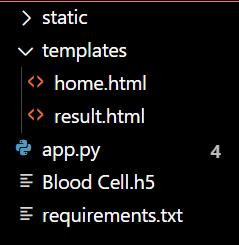 static
templates
home.html
result.html
app.py 4
Blood Cell.h5
requirements.txt